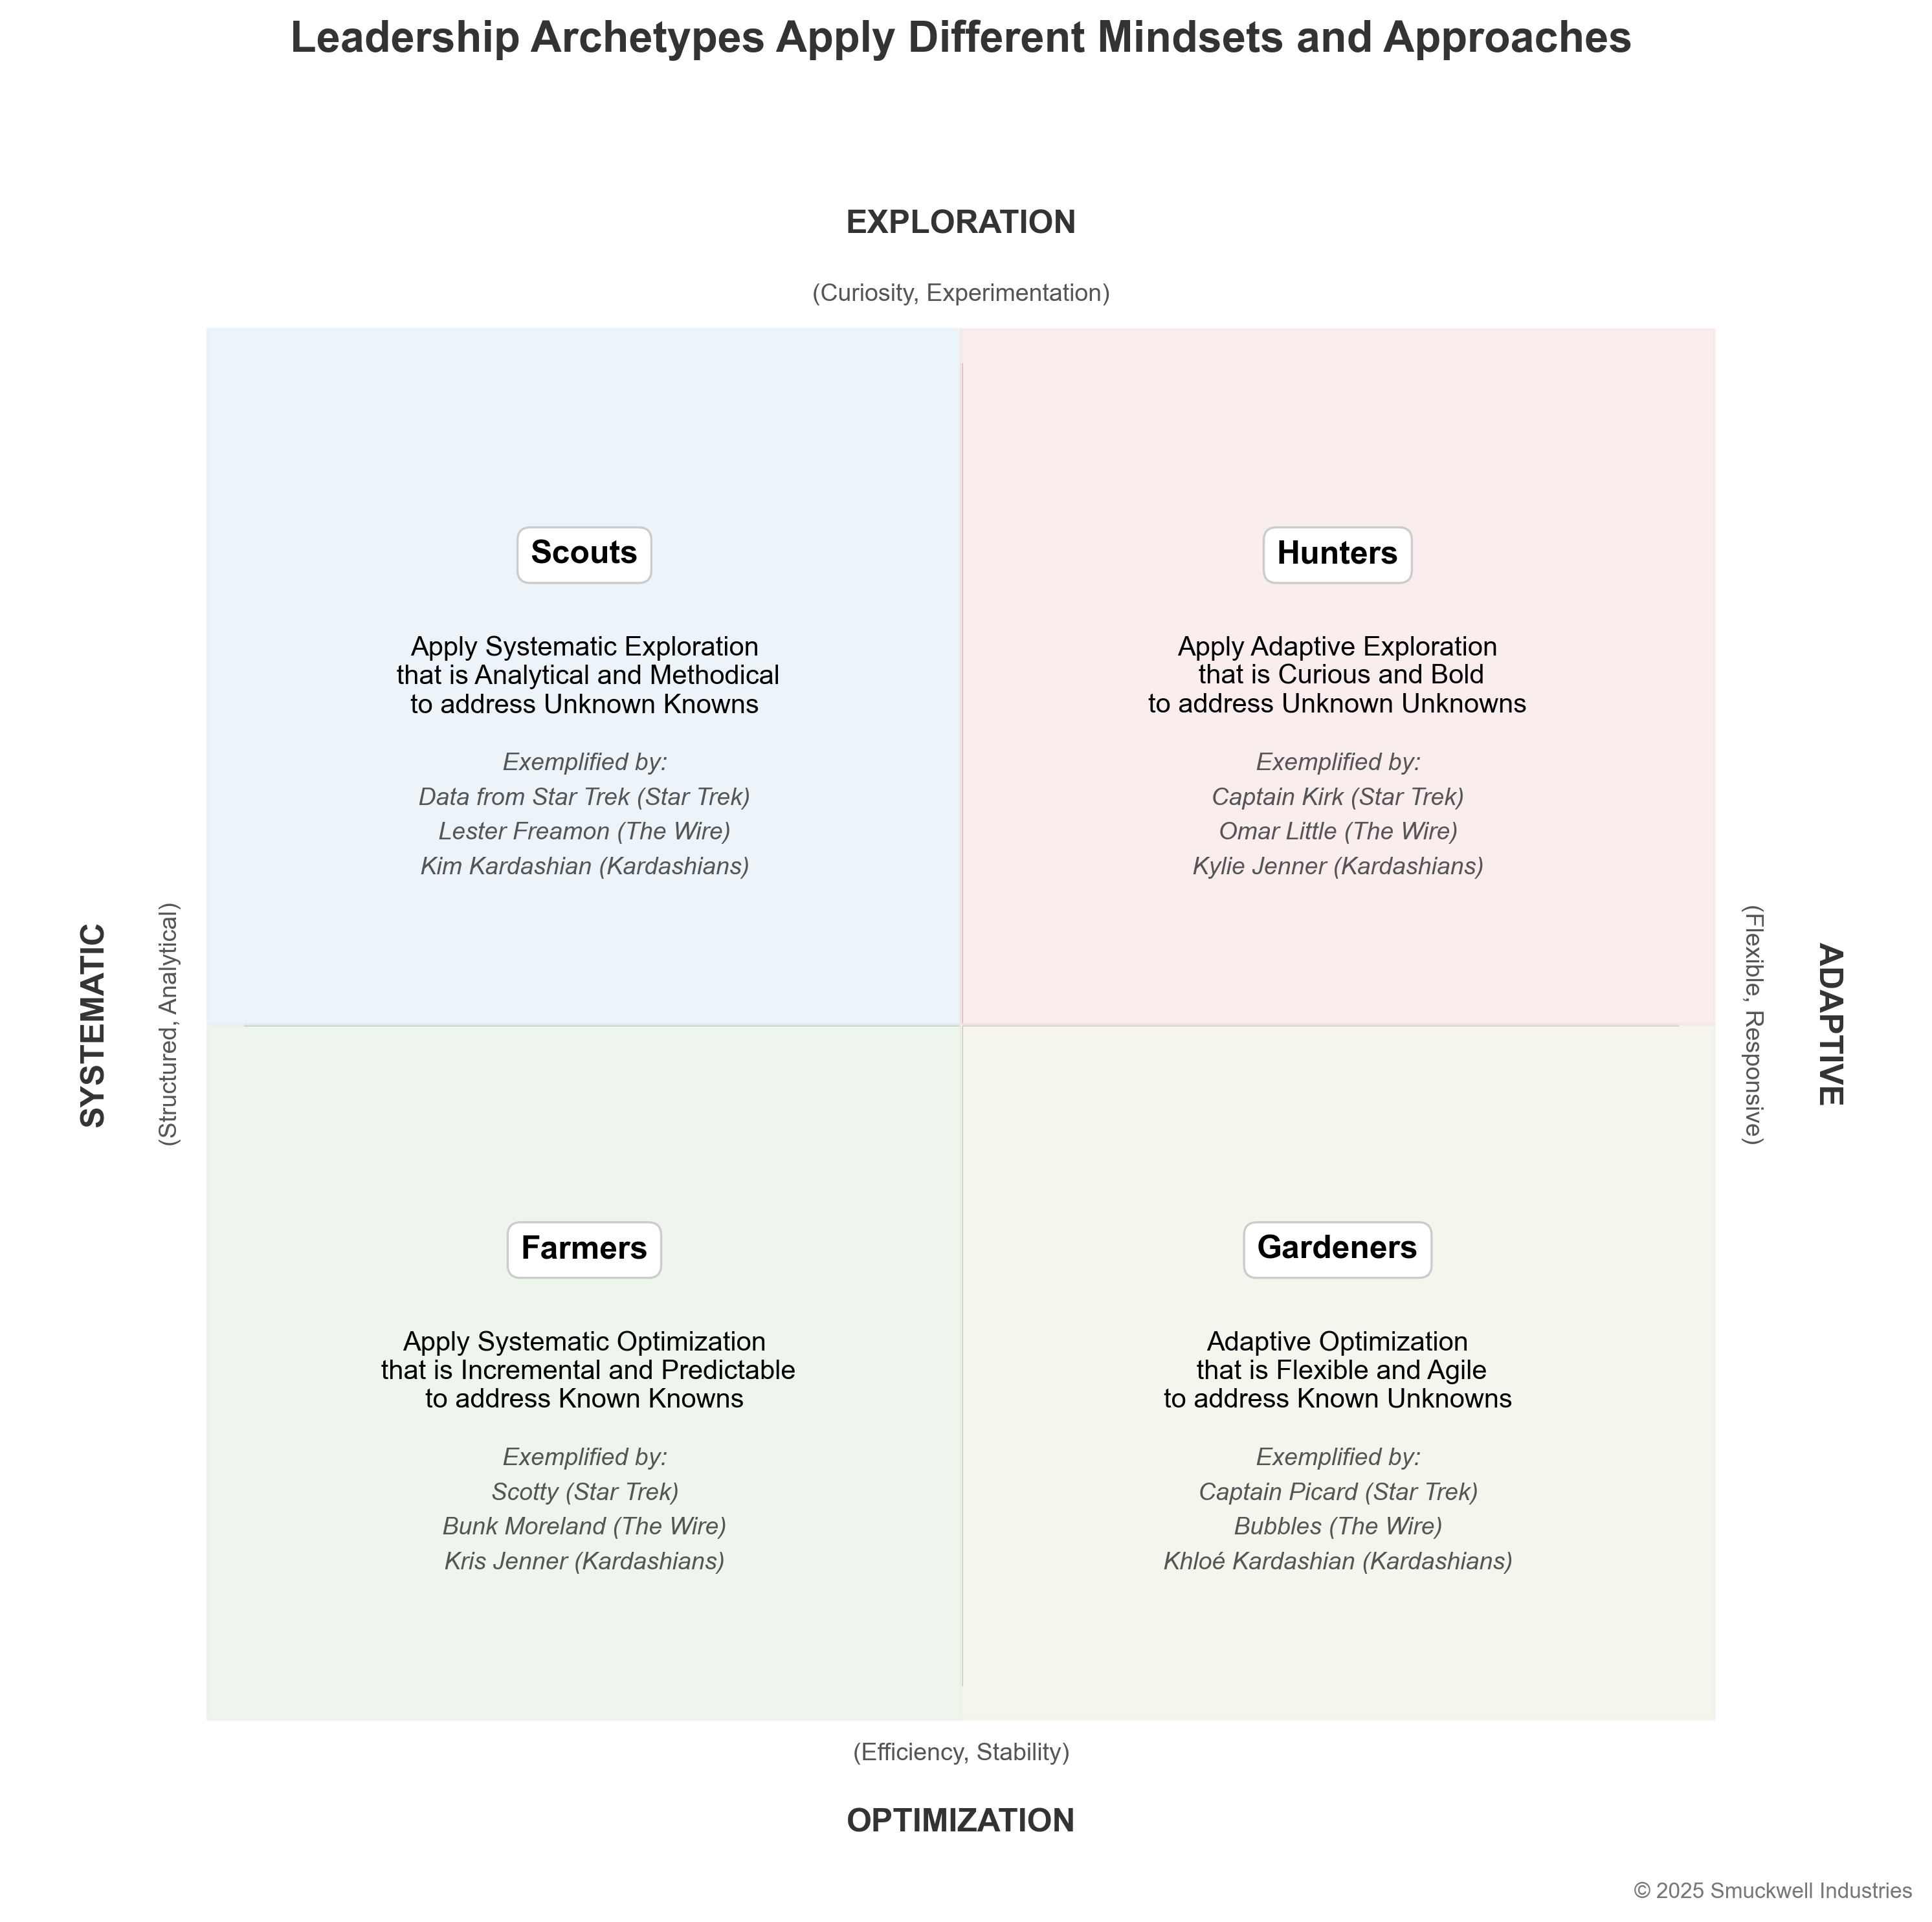 Leadership Archetypes Apply Different Mindsets and Approaches
EXPLORATION
(Curiosity, Experimentation)
SYSTEMATIC
(Structured, Analytical)
Scouts
Apply Systematic Exploration
that is Analytical and Methodical
to address Unknown Knowns
Exemplified by:
Data from Star Trek (Star Trek)
Lester Freamon (The Wire)
Kim Kardashian (Kardashians)
Hunters
Apply Adaptive Exploration
that is Curious and Bold
to address Unknown Unknowns
Exemplified by:
Captain Kirk (Star Trek)
Omar Little (The Wire)
Kylie Jenner (Kardashians)
(Flexible, Responsive)
ADAPTIVE
Farmers
Apply Systematic Optimization
that is Incremental and Predictable
to address Known Knowns
Exemplified by:
Scotty (Star Trek)
Bunk Moreland (The Wire)
Kris Jenner (Kardashians)
Gardeners
Adaptive Optimization
that is Flexible and Agile
to address Known Unknowns
Exemplified by:
Captain Picard (Star Trek)
Bubbles (The Wire)
Khloé Kardashian (Kardashians)
(Efficiency, Stability)
OPTIMIZATION
© 2025 Smuckwell Industries